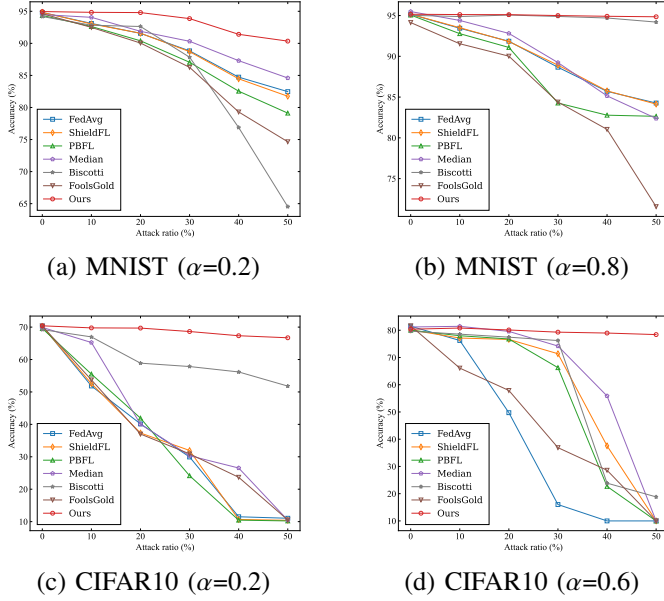 95
90
85
80
75
70
65
Accuracy (%)
FedAvg
ShieldFL
PBFL
Median
Biscotti
FoolsGold
Ours
0 10 20 30 40 50
Attack ratio (%)
(a) MNIST (α=0.2)
95
90
85
80
75
Accuracy (%)
FedAvg
ShieldFL
PBFL
Median
Biscotti
FoolsGold
Ours
0 10 20 30 40 50
Attack ratio (%)
(b) MNIST (α=0.8)
70
60
50
40
30
20
10
Accuracy (%)
FedAvg
ShieldFL
PBFL
Median
Biscotti
FoolsGold
Ours
0 10 20 30 40 50
Attack ratio (%)
(c) CIFAR10 (α=0.2)
80
70
60
50
40
30
20
10
Accuracy (%)
FedAvg
ShieldFL
PBFL
Median
Biscotti
FoolsGold
Ours
0 10 20 30 40 50
Attack ratio (%)
(d) CIFAR10 (α=0.6)